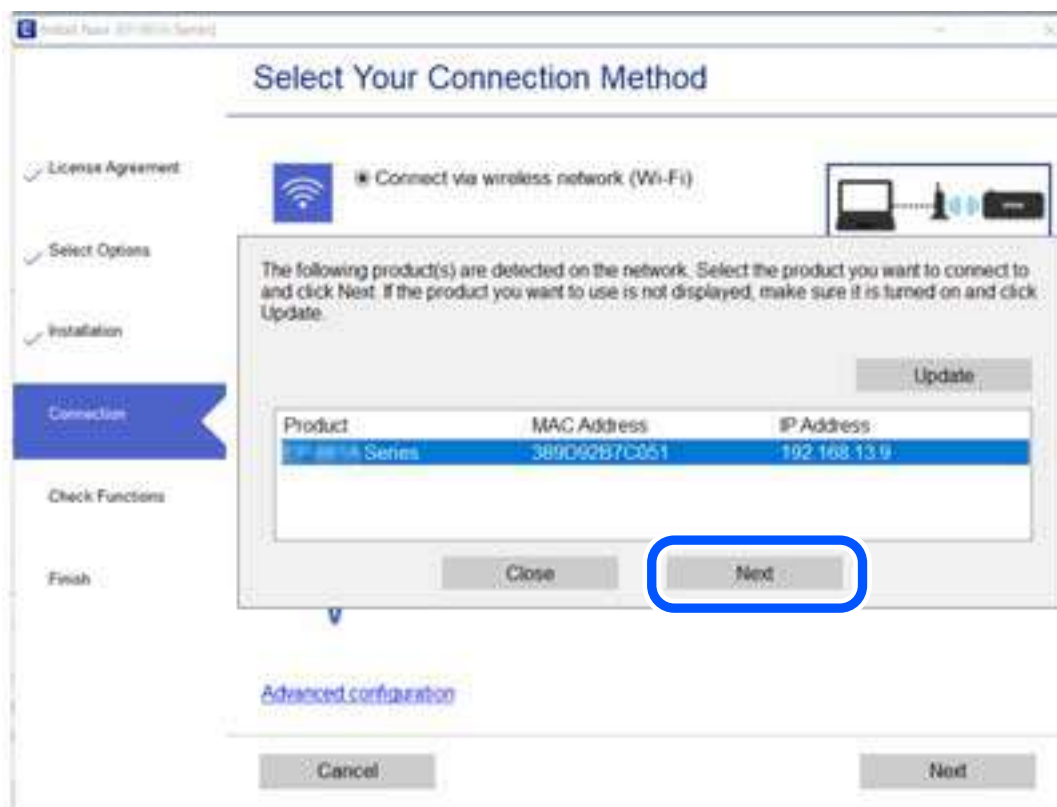 Install Navi
Select Your Connection Method
License Agreement
Connect via wireless network (Wi-Fi)
Select Options
The following product(s) are detected on the network. Select the product you want to connect to
and click Next. If the product you want to use is not displayed, make sure it is turned on and click
Update.
Installation
Update
Connection
Product MAC Address IP Address
Series 389D92B7C051 192.168.13.9
Check Functions
Close Next
Finish
Advanced configuration
Cancel Next